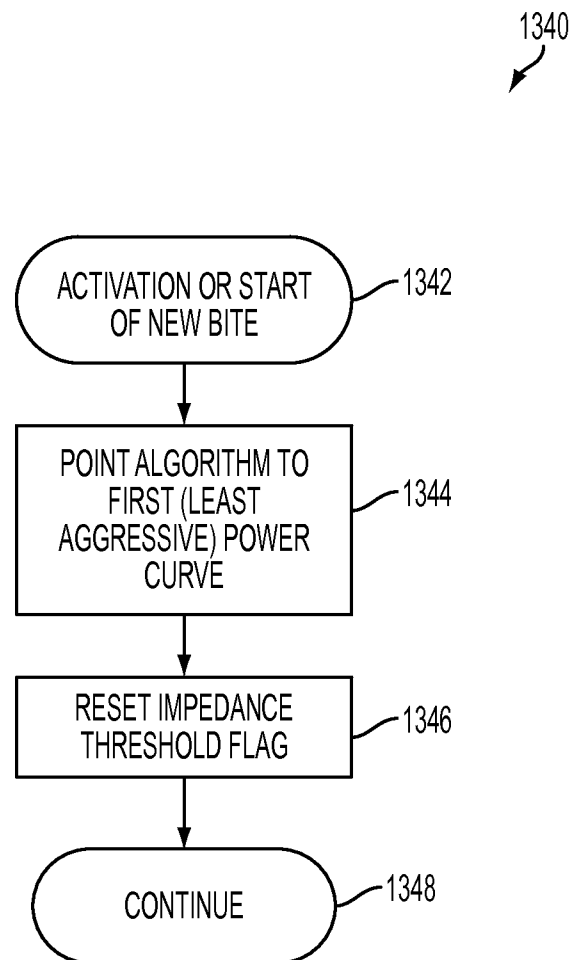 1340
ACTIVATION OR START
OF NEW BITE
1342
POINT ALGORITHM TO
FIRST (LEAST
AGGRESSIVE) POWER
CURVE
1344
RESET IMPEDANCE
THRESHOLD FLAG
1346
CONTINUE
1348